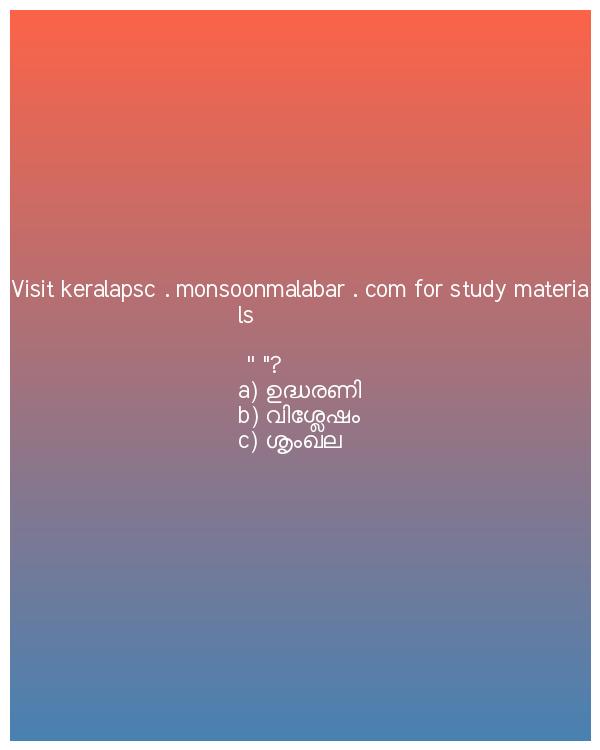 Visit keralapsc . monsoonmalabar . com for study materia
ls
" "?
a) ഉദ്ധരണി
b) വിശ്ലേഷം
c) ശൃംഖല